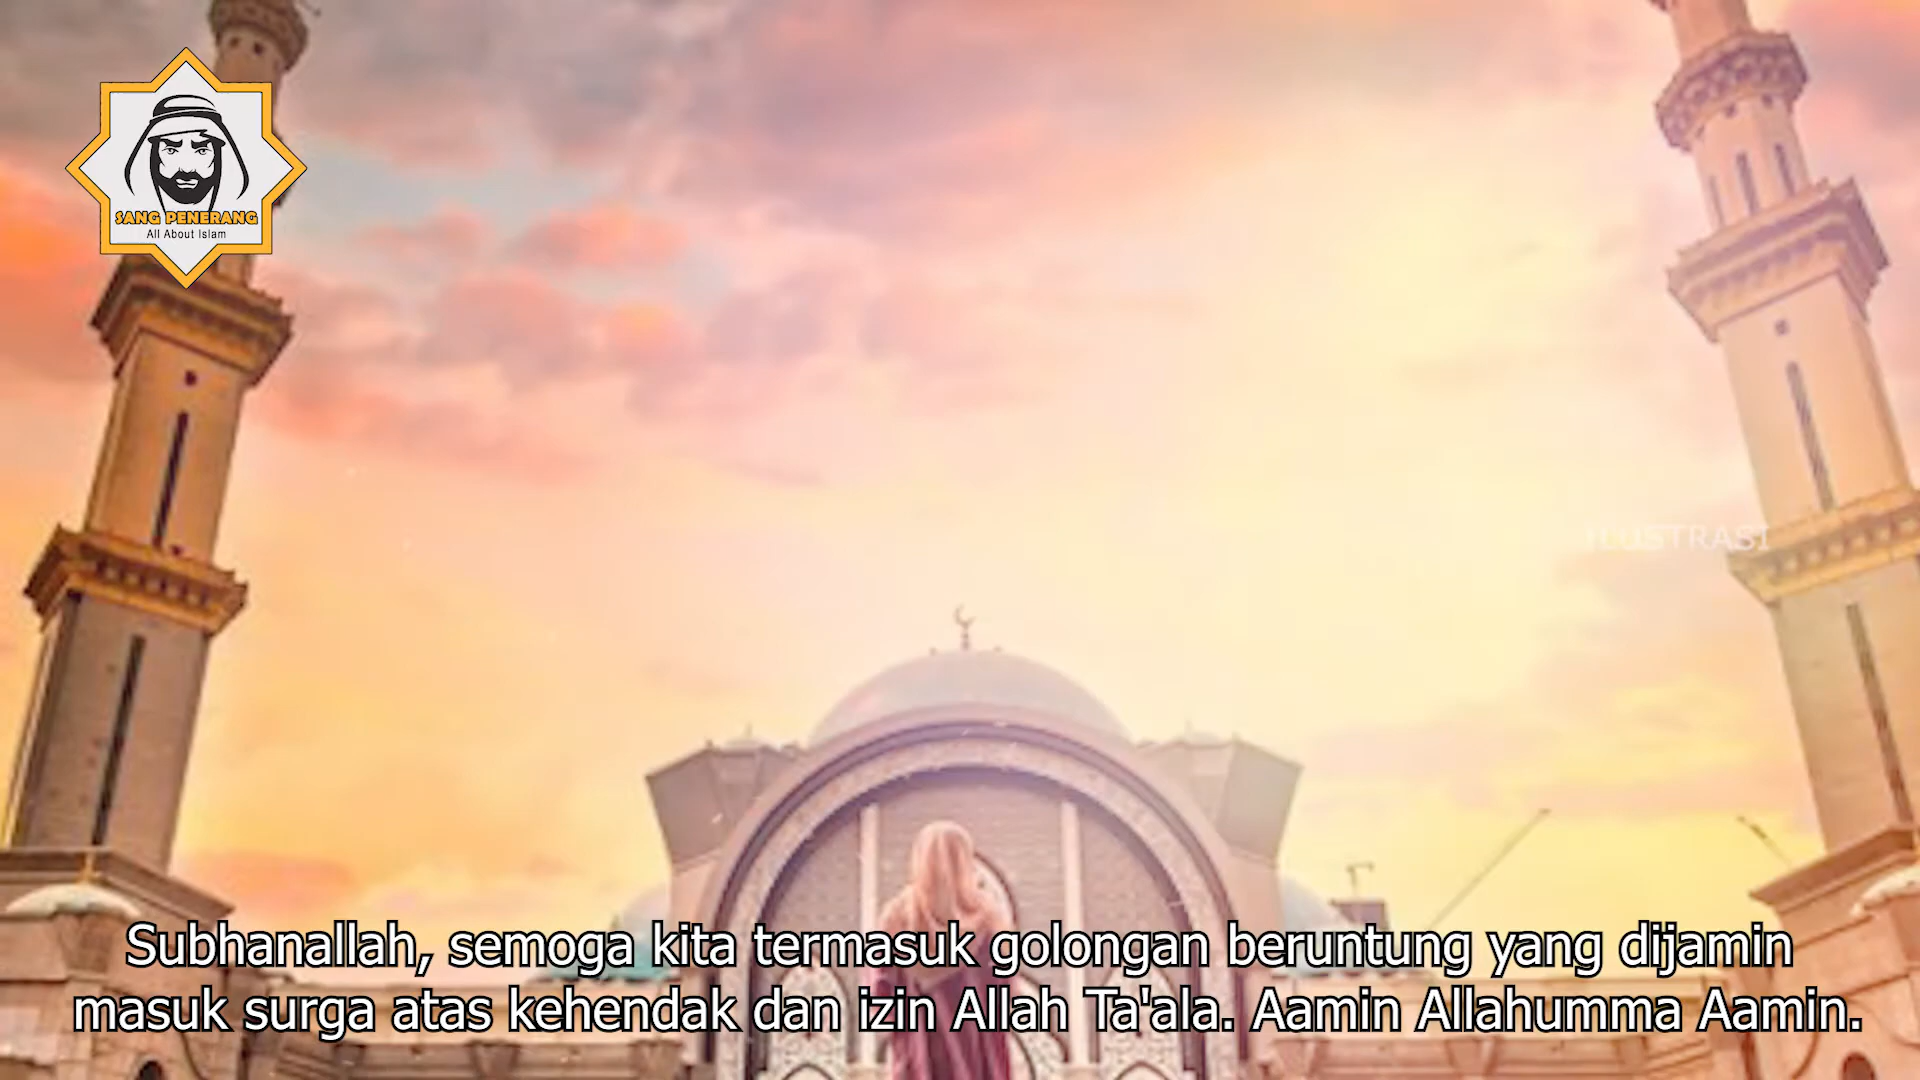 SANG PENERANG
All About Islam
ILUSTRASI
Subhanallah, semoga kita termasuk golongan beruntung yang dijamin
masuk surga atas kehendak dan izin Allah Ta'ala. Aamin Allahumma Aamin.